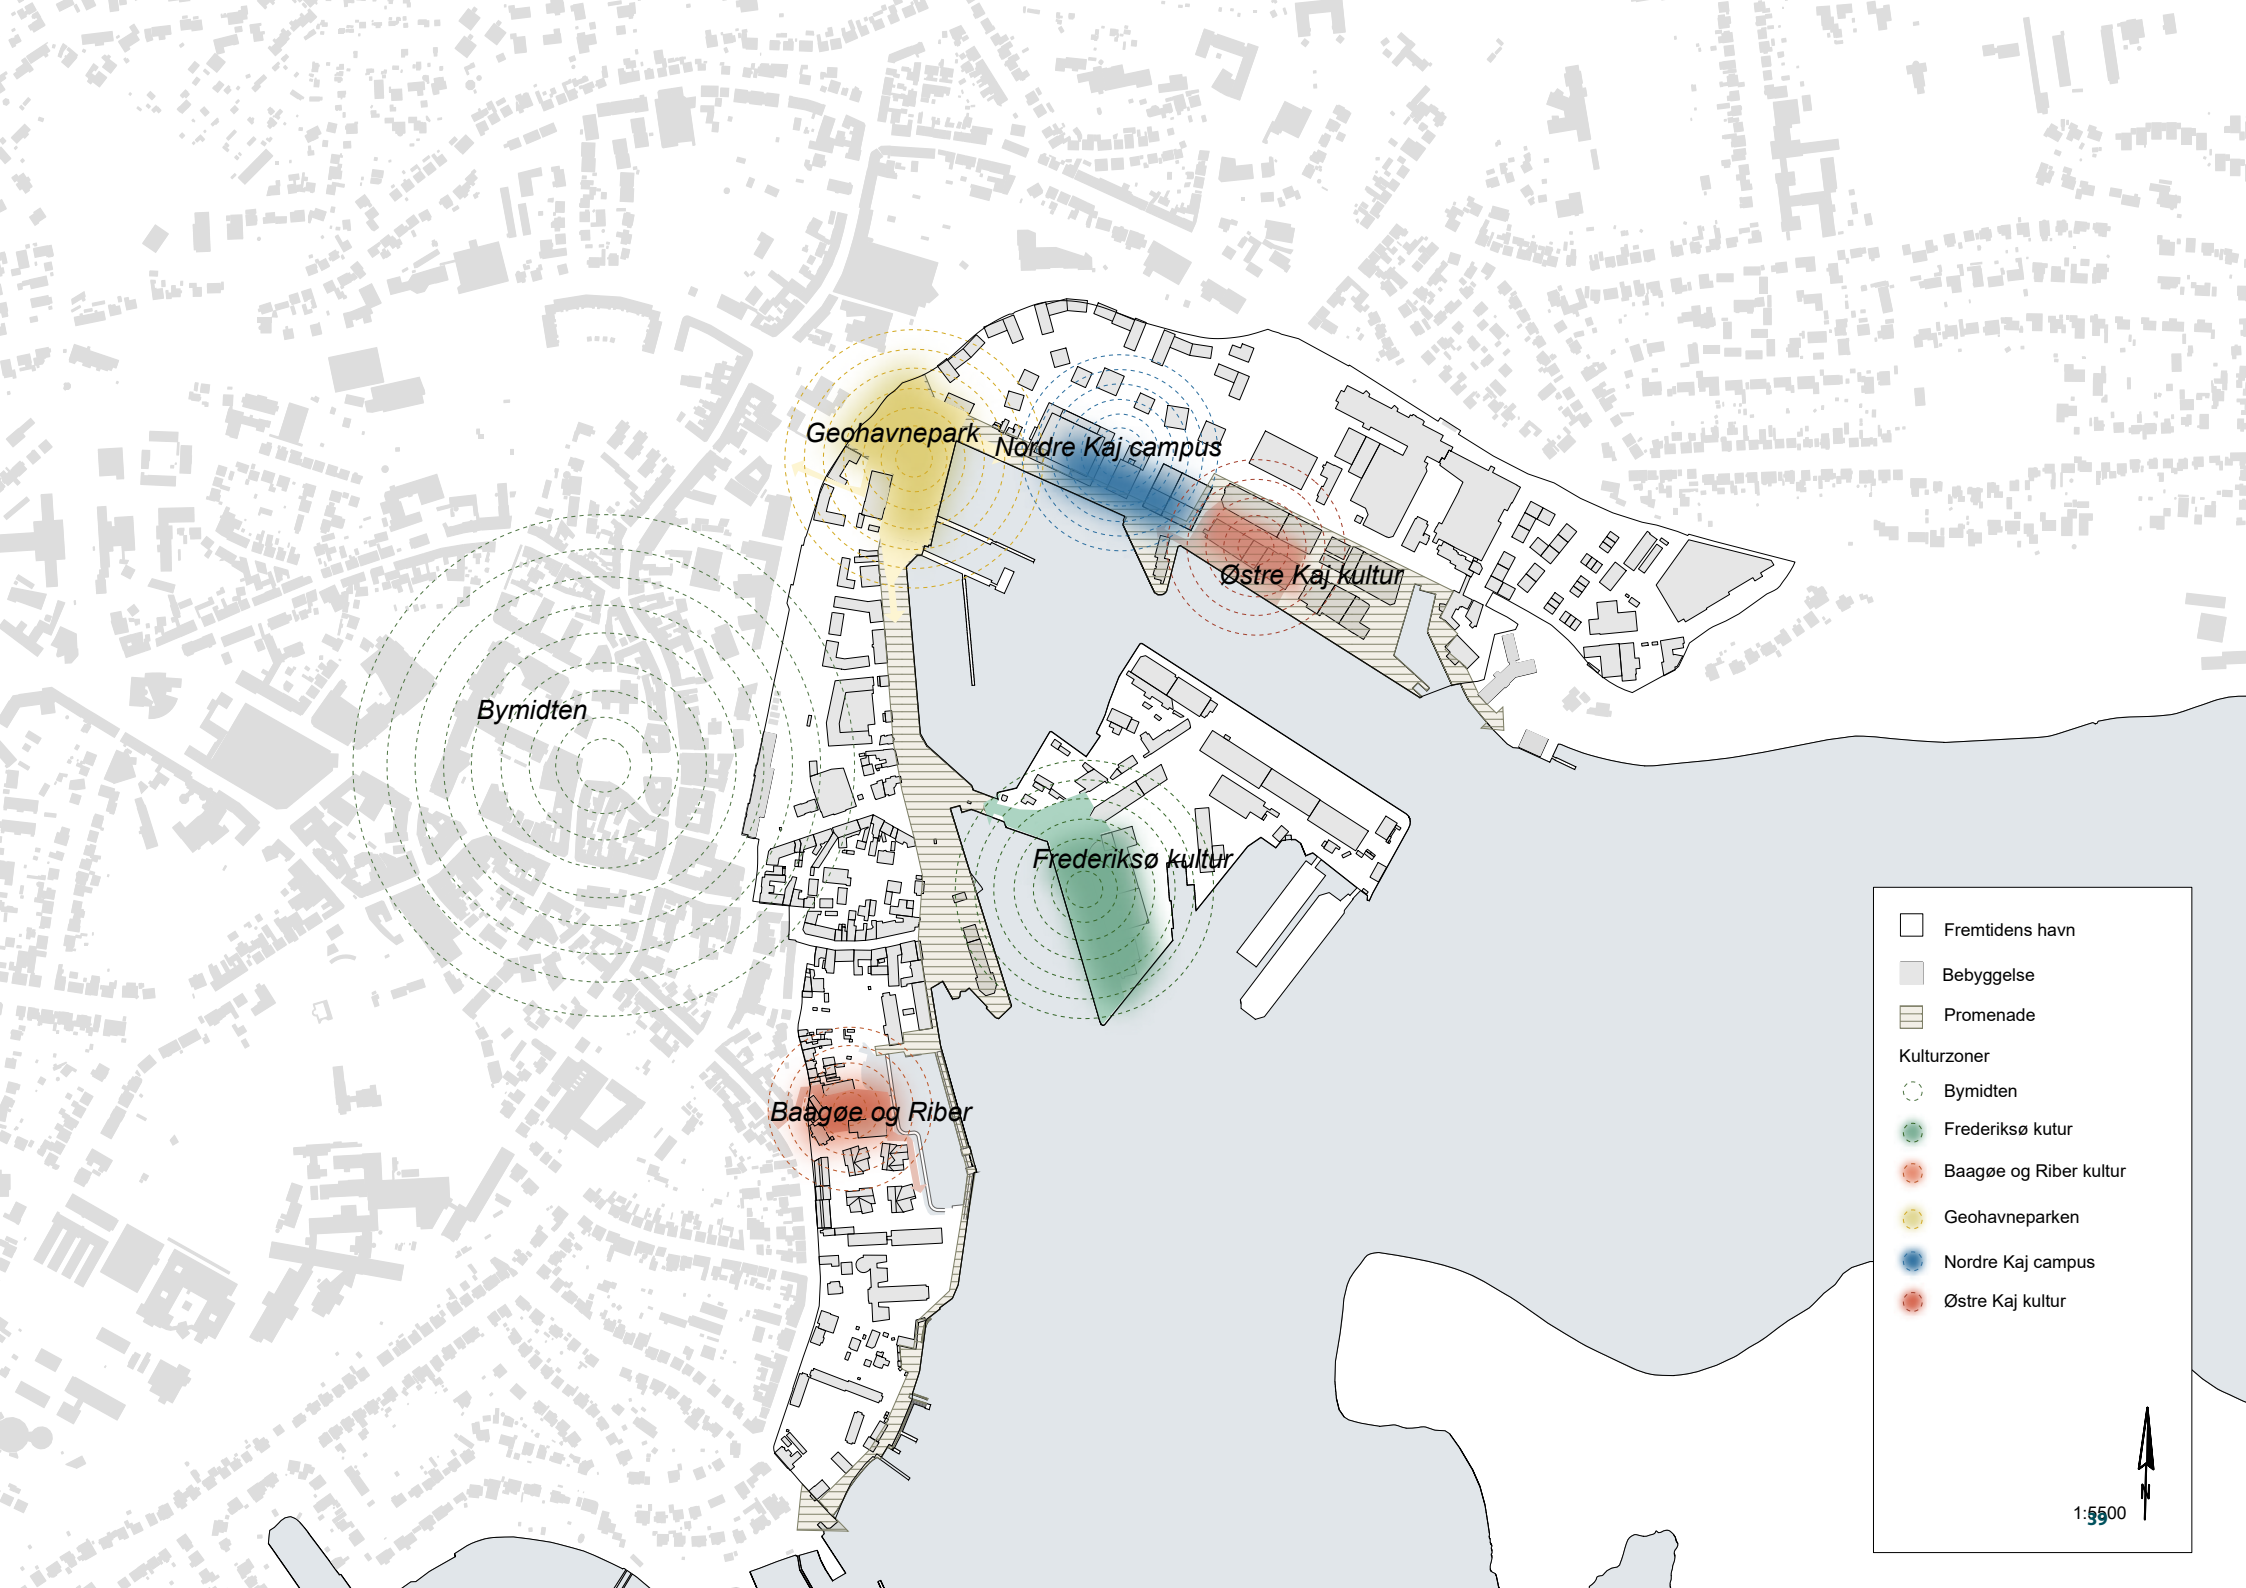 Geohavnepark
Nordre Kaj campus
Østre Kaj kultur
Bymidten
Frederiksø kultur
Baagøe og Riber
Fremtidens havn
Bebyggelse
Promenade
Kulturzoner
Bymidten
Frederiksø kutur
Baagøe og Riber kultur
Geohavneparken
Nordre Kaj campus
Østre Kaj kultur
N
1:5500
39